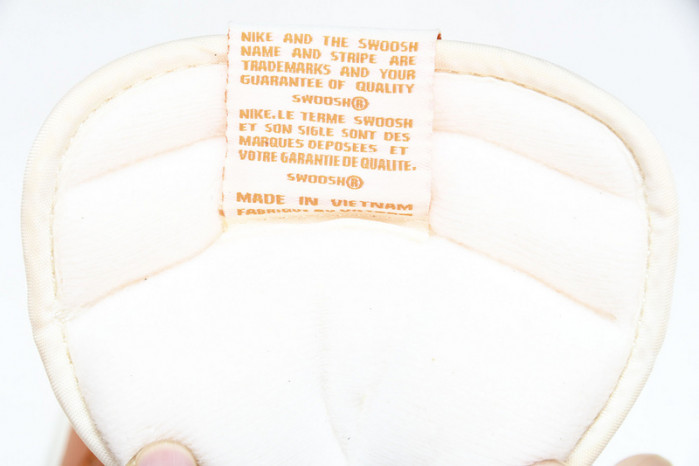 NIKE AND THE SWOOSH
NAME AND STRIPE ARE
TRADEMARKS AND YOUR
GUARANTEE OF QUALITY
SWOOSH®
NIKE.LE TERME SWOOSH
ET SON SIGLE SONT DES
MARQUES DEPOSEES ET
VOTRE GARANTIE DE QUALITE.
SWOOSH®
MADE IN VIETNAM